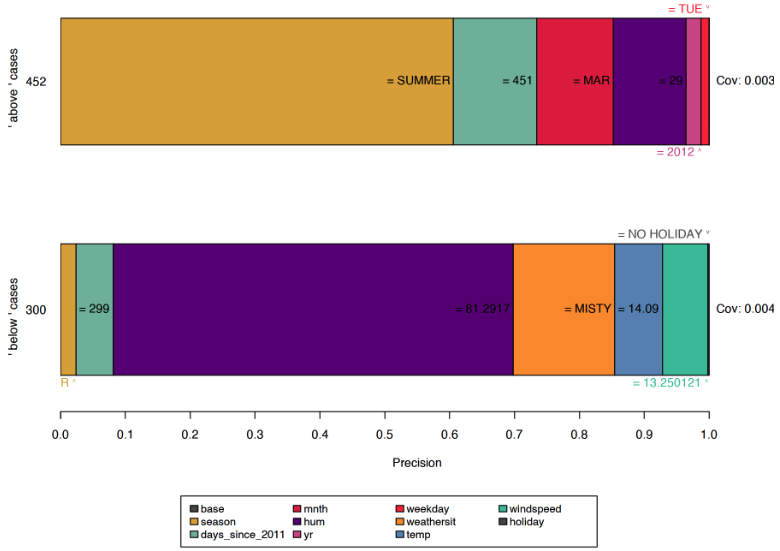 = TUE ᵛ
' above ' cases
452
= SUMMER
= 451
= MAR
= 29
Cov: 0.003
= 2012 ^
= NO HOLIDAY ᵛ
' below ' cases
300
= 299
= 81.2917
= MISTY
= 14.09
Cov: 0.004
R ^
= 13.250121 ^
0.0 0.1 0.2 0.3 0.4 0.5 0.6 0.7 0.8 0.9 1.0
Precision
base mnth weekday windspeed
season hum weathersit holiday
days_since_2011 yr temp